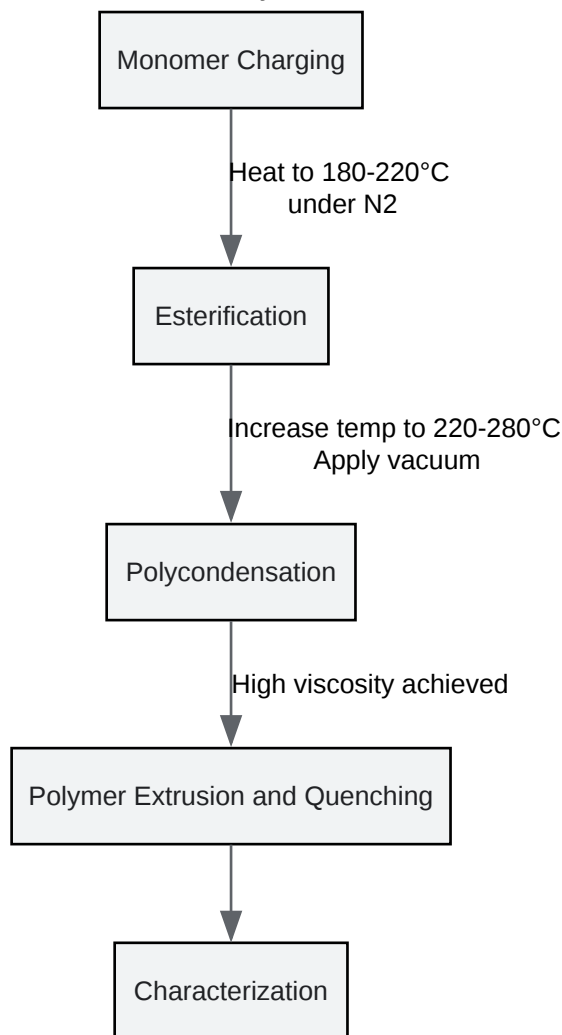 Monomer Charging
Heat to 180-220°C
under N2
Esterification
Increase temp to 220-280°C
Apply vacuum
Polycondensation
High viscosity achieved
Polymer Extrusion and Quenching
Characterization